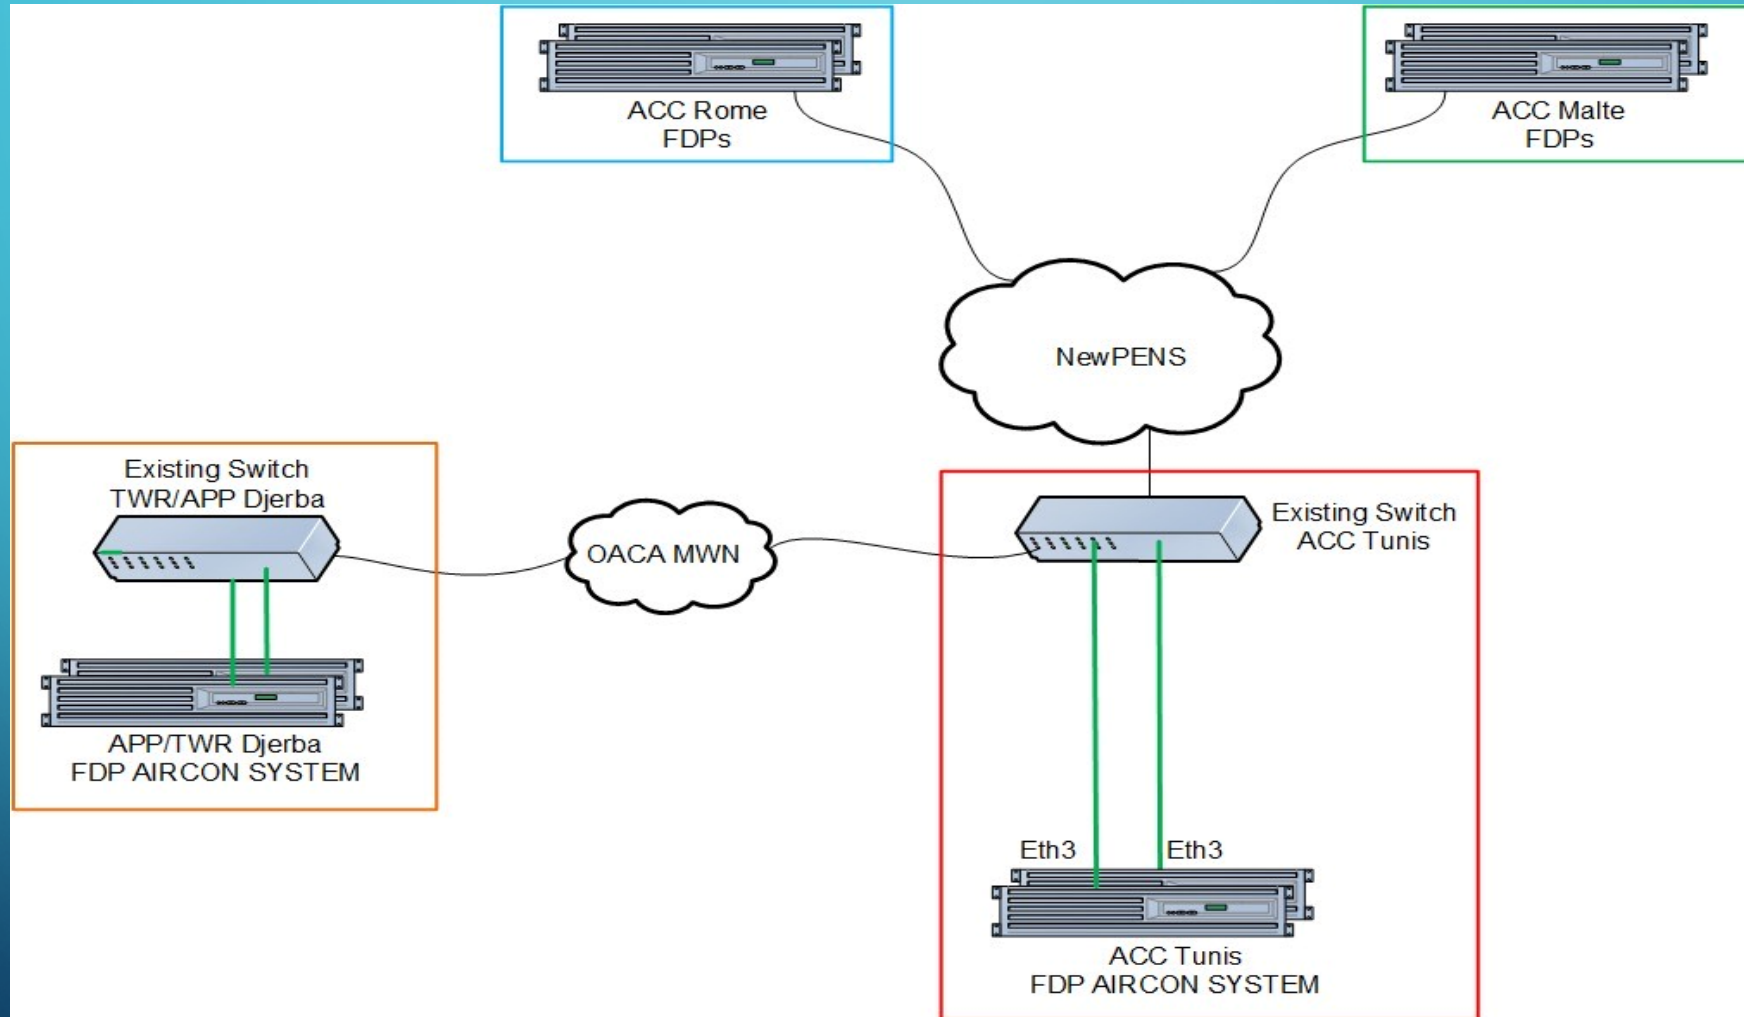 ACC Rome
FDPs
ACC Malte
FDPs
NewPENS
Existing Switch
TWR/APP Djerba
OACA MWN
Existing Switch
ACC Tunis
APP/TWR Djerba
FDP AIRCON SYSTEM
Eth3
Eth3
ACC Tunis
FDP AIRCON SYSTEM